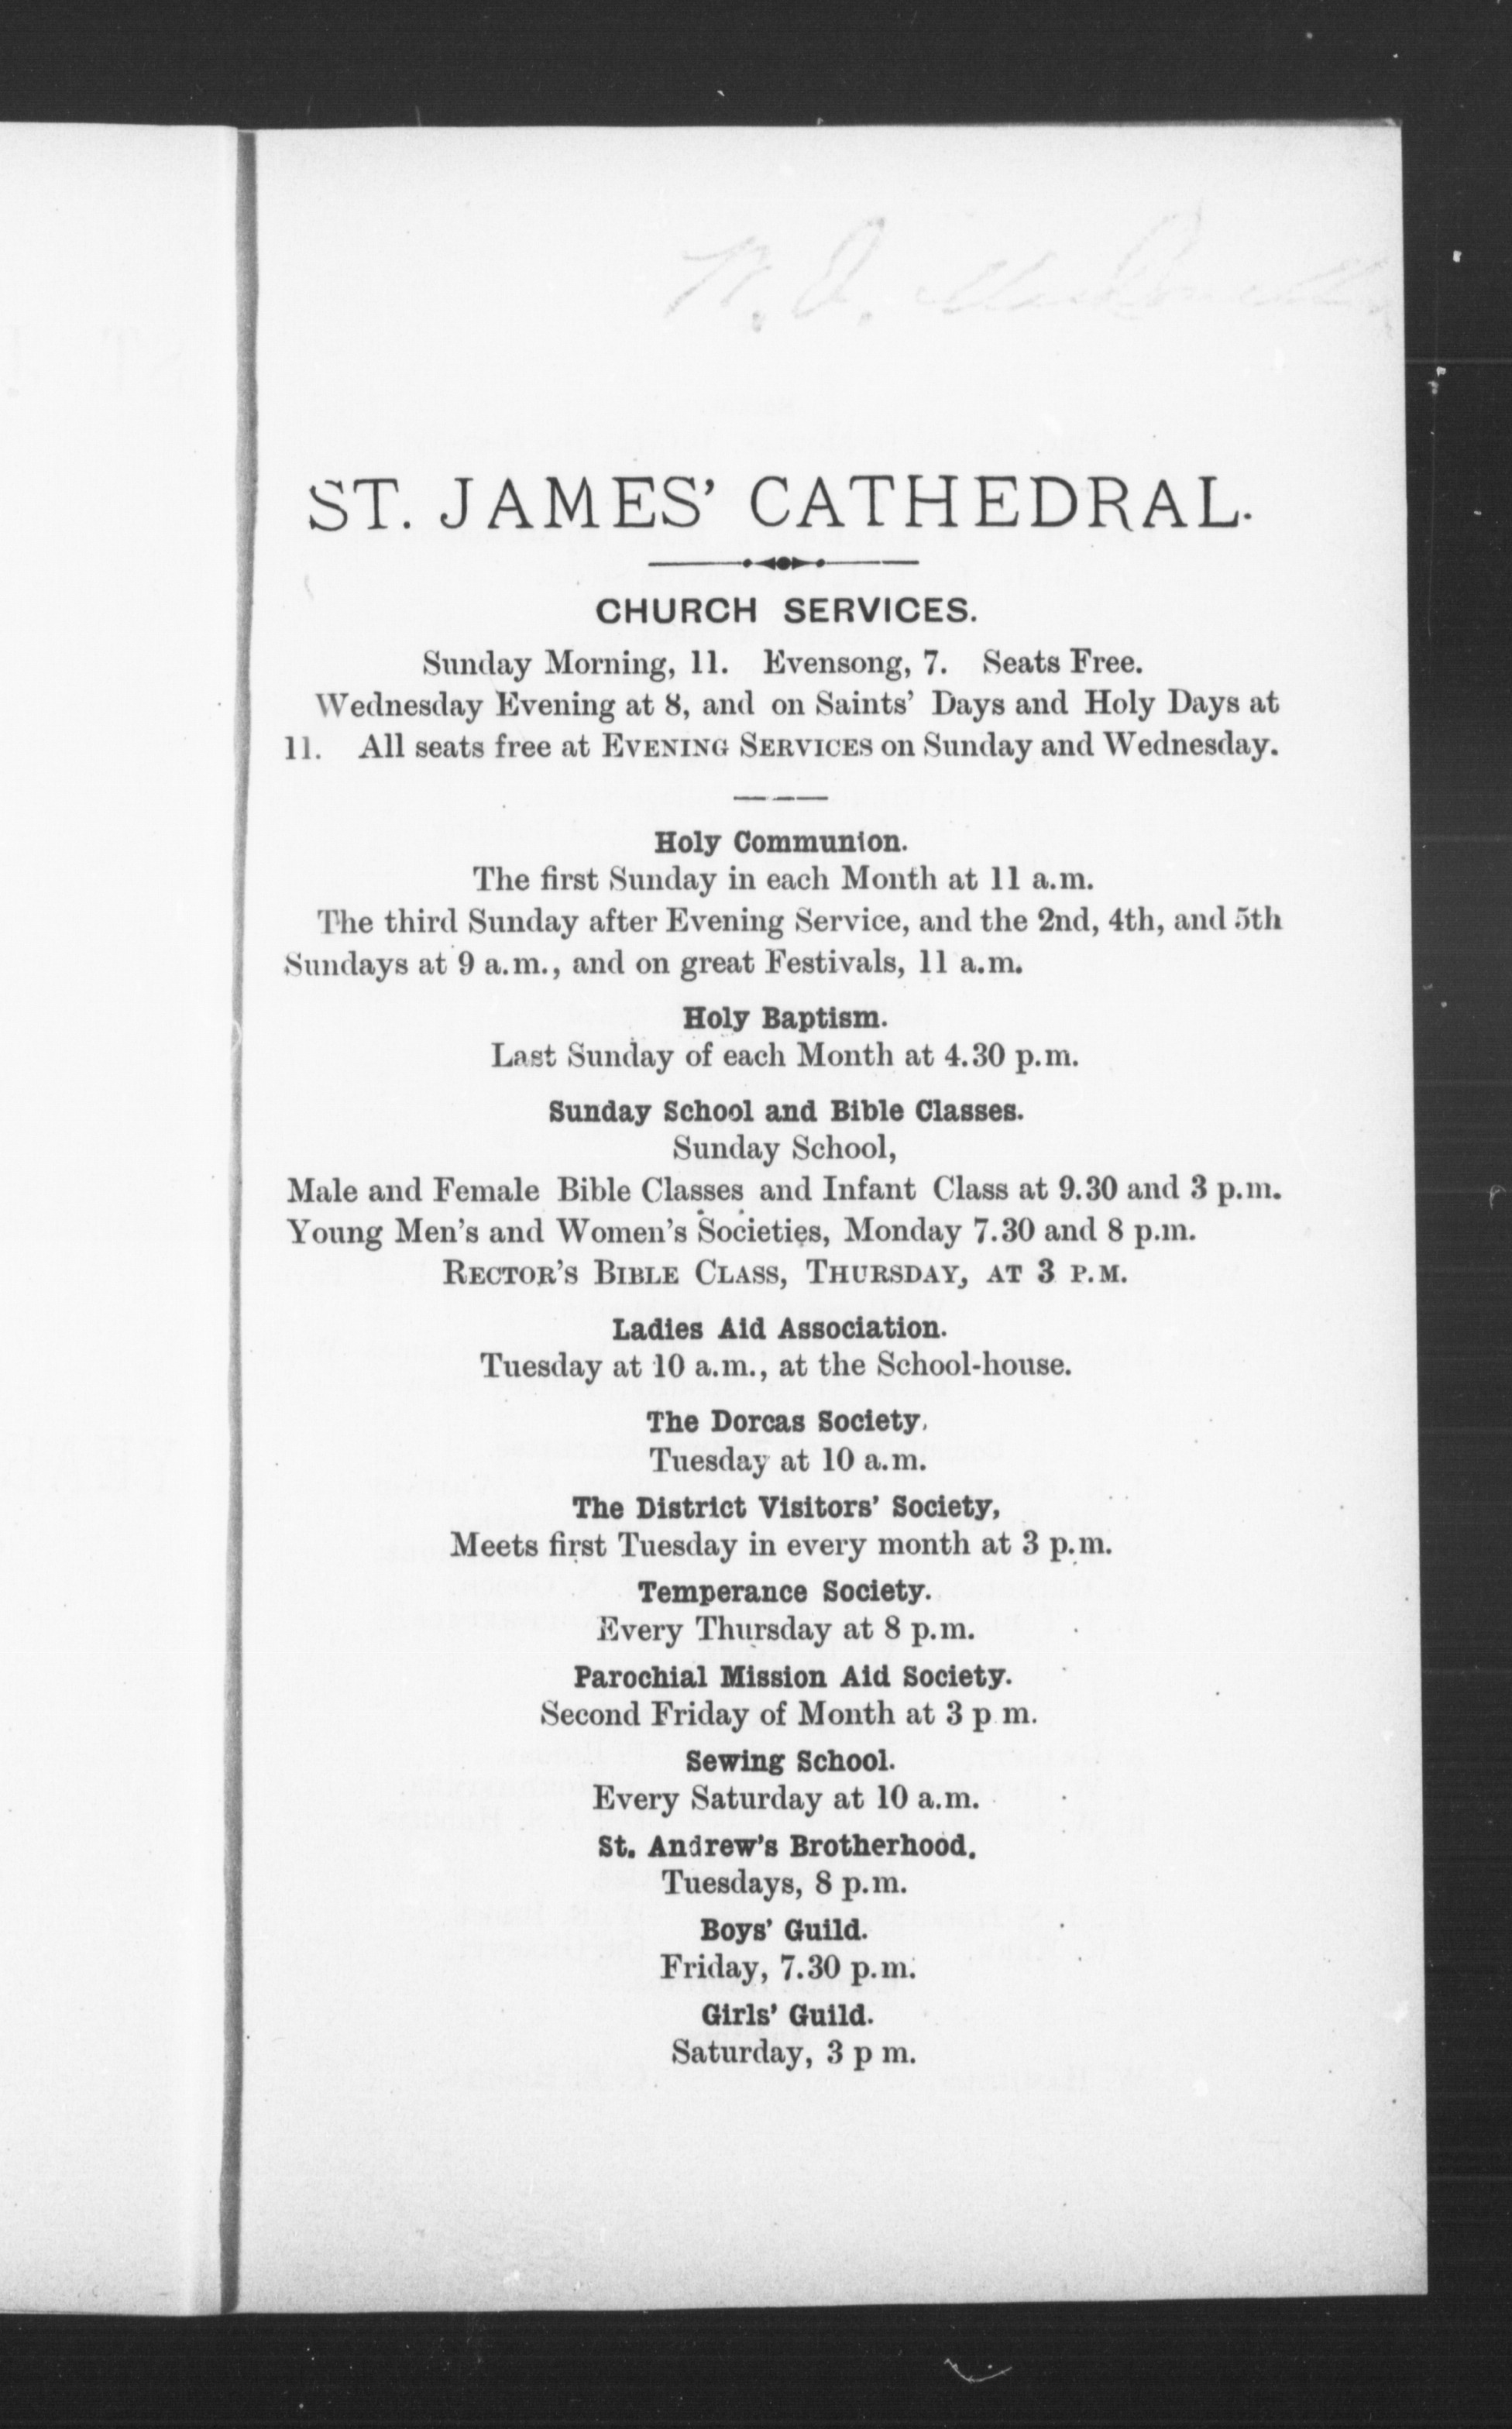 ST. JAMES' CATHEDRAL.
CHURCH SERVICES.
Sunday Morning, 11. Evensong, 7. Seats Free.
Wednesday Evening at 8, and on Saints' Days and Holy Days at
11. All seats free at EVENING SERVICES on Sunday and Wednesday.
Holy Communion.
The first Sunday in each Month at 11 a.m.
The third Sunday after Evening Service, and the 2nd, 4th, and 5th
Sundays at 9 a.m., and on great Festivals, 11 a.m.
Holy Baptism.
Last Sunday of each Month at 4.30 p.m.
Sunday School and Bible Classes.
Sunday School,
Male and Female Bible Classes and Infant Class at 9.30 and 3 p.m.
Young Men's and Women's Societies, Monday 7.30 and 8 p.m.
RECTOR'S BIBLE CLASS, THURSDAY, AT 3 P.M.
Ladies Aid Association.
Tuesday at 10 a.m., at the School-house.
The Dorcas Society.
Tuesday at 10 a.m.
The District Visitors' Society,
Meets first Tuesday in every month at 3 p.m.
Temperance Society.
Every Thursday at 8 p.m.
Parochial Mission Aid Society.
Second Friday of Month at 3 p m.
Sewing School.
Every Saturday at 10 a.m.
St. Andrew's Brotherhood.
Tuesdays, 8 p.m.
Boys' Guild.
Friday, 7.30 p.m.
Girls' Guild.
Saturday, 3 p m.